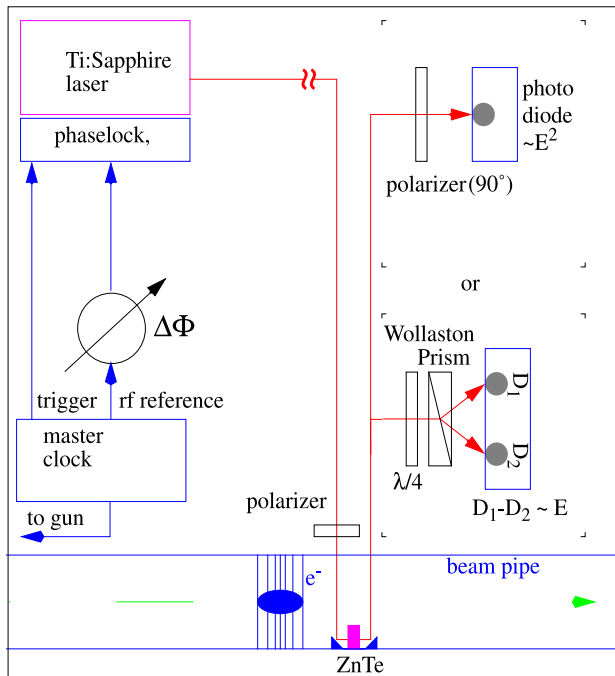 Ti:Sapphire
laser
phaselock,
ΔΦ
trigger
rf reference
master
clock
to gun
photo
diode
~E²
polarizer(90°)
or
Wollaston
Prism
D₁
D₂
λ/4
D₁-D₂ ~ E
polarizer
e⁻
beam pipe
ZnTe